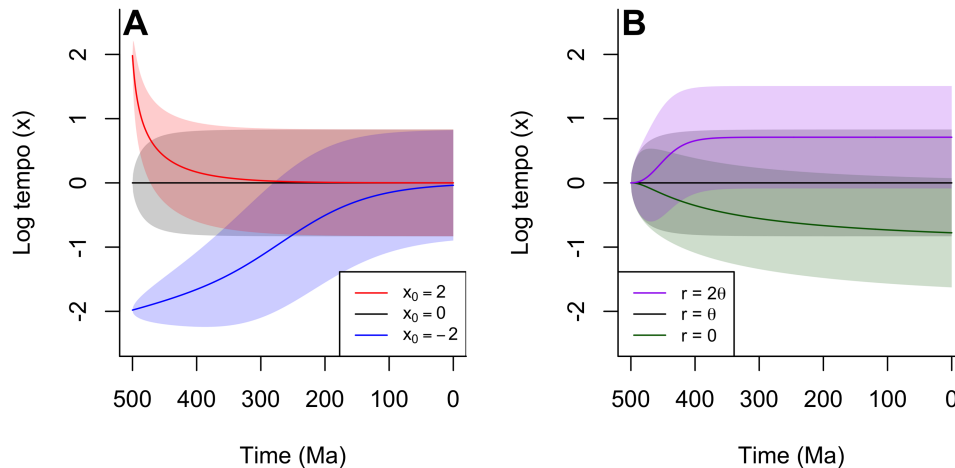 A
Log tempo (x)
2
1
0
-1
-2
x₀ = 2
x₀ = 0
x₀ = −2
500 400 300 200 100 0
Time (Ma)
B
Log tempo (x)
2
1
0
-1
-2
r = 2θ
r = θ
r = 0
500 400 300 200 100 0
Time (Ma)